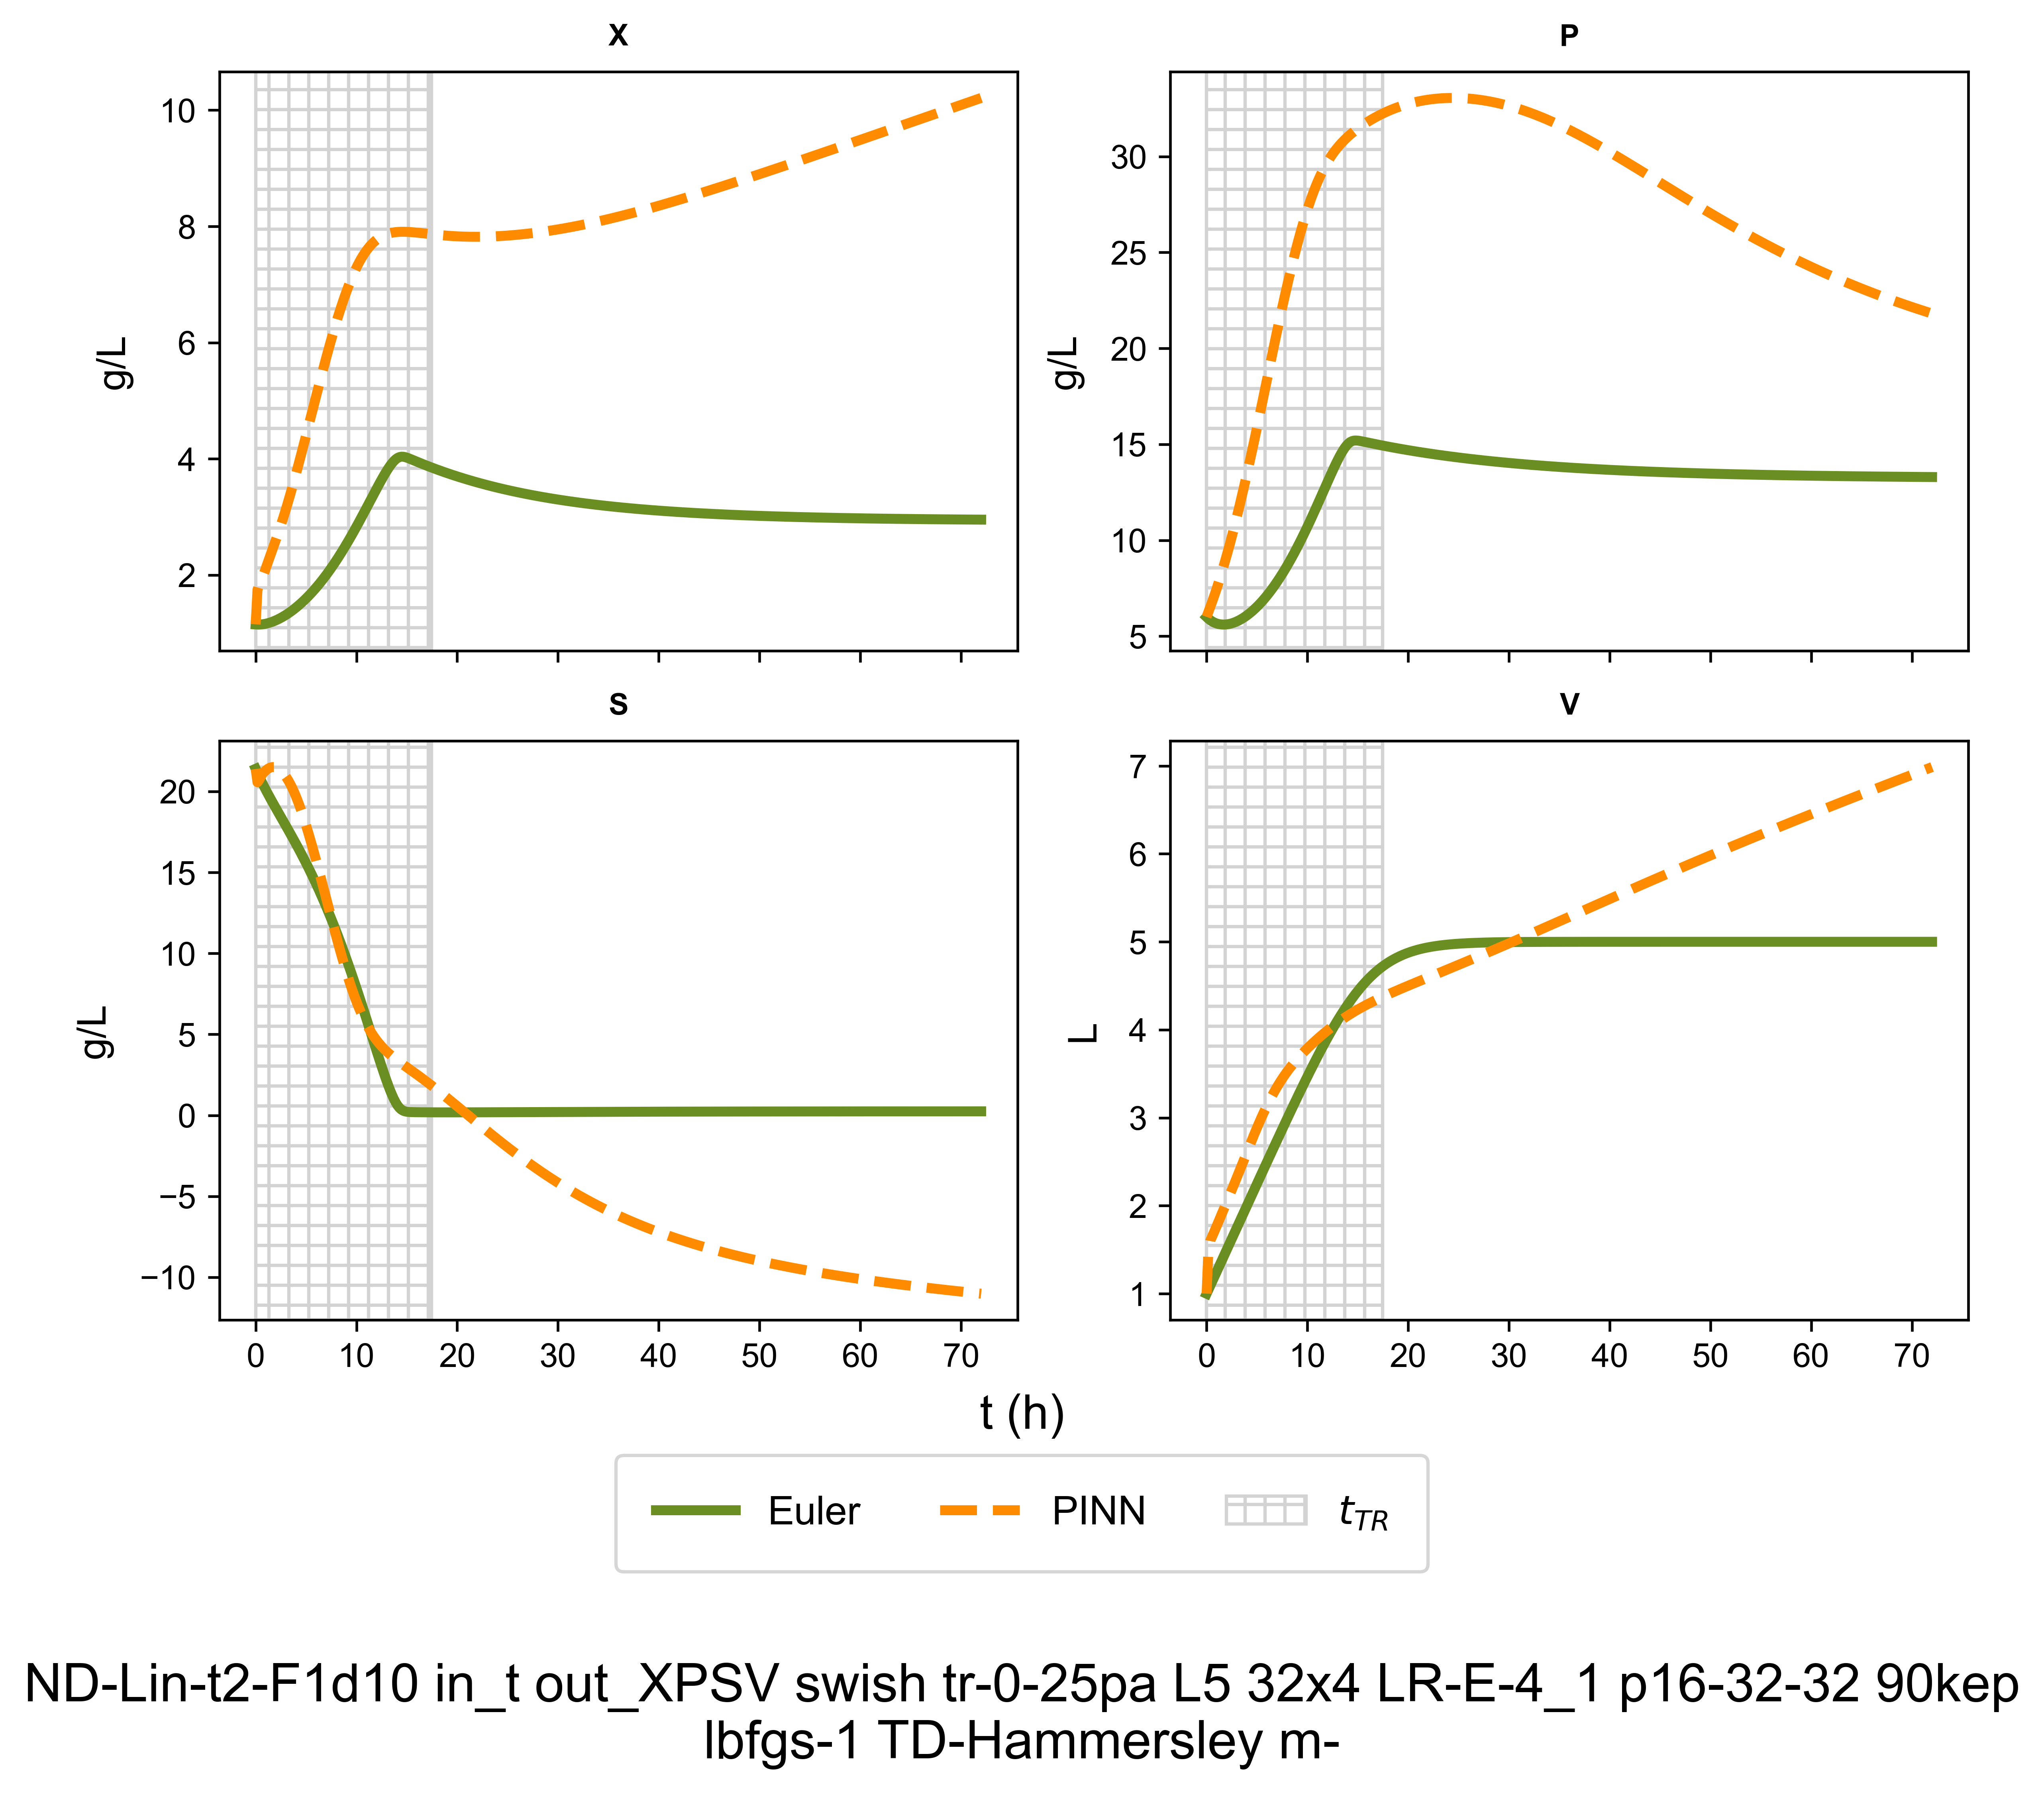 X
P
10
8
6
4
2
g/L
30
25
20
15
10
5
g/L
S
V
20
15
10
5
0
−5
−10
g/L
7
6
5
4
3
2
1
L
0 10 20 30 40 50 60 70
0 10 20 30 40 50 60 70
t (h)
Euler PINN t_TR
ND-Lin-t2-F1d10 in_t out_XPSV swish tr-0-25pa L5 32x4 LR-E-4_1 p16-32-32 90kep
lbfgs-1 TD-Hammersley m-